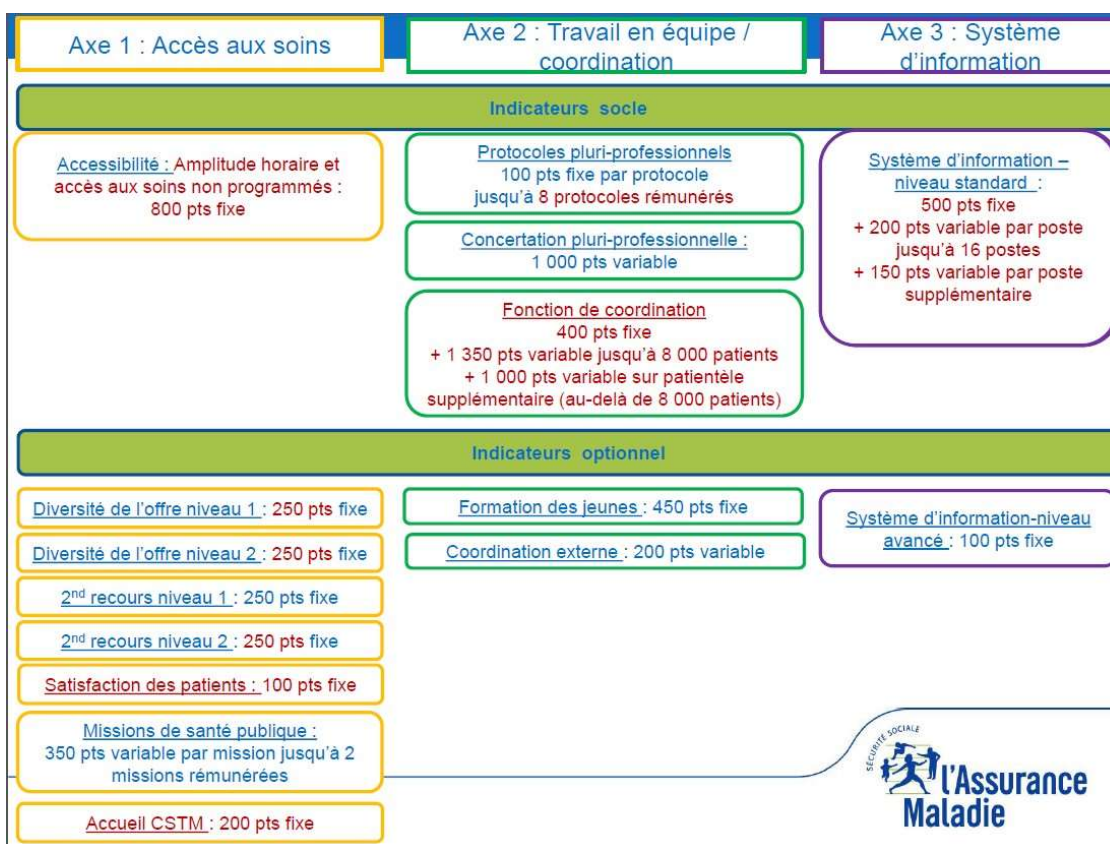 Axe 1 : Accès aux soins
Axe 2 : Travail en équipe /
coordination
Axe 3 : Système
d'information
Indicateurs socle
Accessibilité : Amplitude horaire et
accès aux soins non programmés :
800 pts fixe
Protocoles pluri-professionnels
100 pts fixe par protocole
jusqu'à 8 protocoles rémunérés
Concertation pluri-professionnelle :
1 000 pts variable
Fonction de coordination
400 pts fixe
+ 1 350 pts variable jusqu'à 8 000 patients
+ 1 000 pts variable sur patientèle
supplémentaire (au-delà de 8 000 patients)
Système d'information –
niveau standard :
500 pts fixe
+ 200 pts variable par poste
jusqu'à 16 postes
+ 150 pts variable par poste
supplémentaire
Indicateurs optionnel
Diversité de l'offre niveau 1 : 250 pts fixe
Diversité de l'offre niveau 2 : 250 pts fixe
2nd recours niveau 1 : 250 pts fixe
2nd recours niveau 2 : 250 pts fixe
Satisfaction des patients : 100 pts fixe
Missions de santé publique :
350 pts variable par mission jusqu'à 2
missions rémunérées
Accueil CSTM : 200 pts fixe
Formation des jeunes : 450 pts fixe
Coordination externe : 200 pts variable
Système d'information-niveau
avancé : 100 pts fixe
SÉCURITÉ SOCIALE
l'Assurance
Maladie